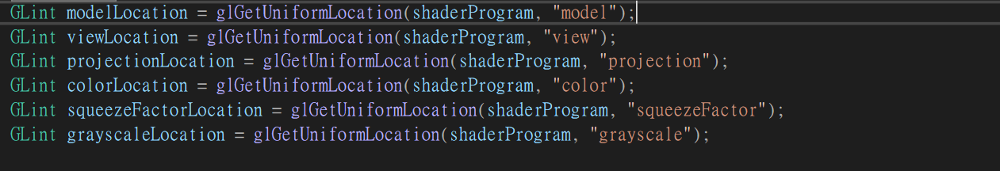 GLint modelLocation = glGetUniformLocation(shaderProgram, "model");
GLint viewLocation = glGetUniformLocation(shaderProgram, "view");
GLint projectionLocation = glGetUniformLocation(shaderProgram, "projection");
GLint colorLocation = glGetUniformLocation(shaderProgram, "color");
GLint squeezeFactorLocation = glGetUniformLocation(shaderProgram, "squeezeFactor");
GLint grayscaleLocation = glGetUniformLocation(shaderProgram, "grayscale");